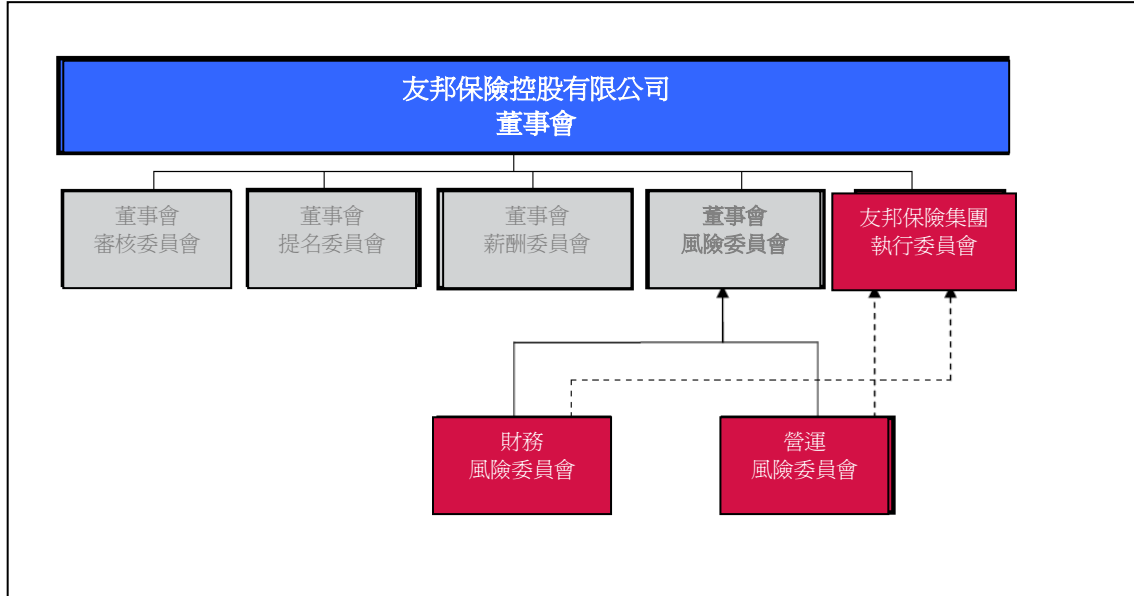 友邦保險控股有限公司
董事會
董事會
審核委員會
董事會
提名委員會
董事會
薪酬委員會
董事會
風險委員會
友邦保險集團
執行委員會
財務
風險委員會
營運
風險委員會